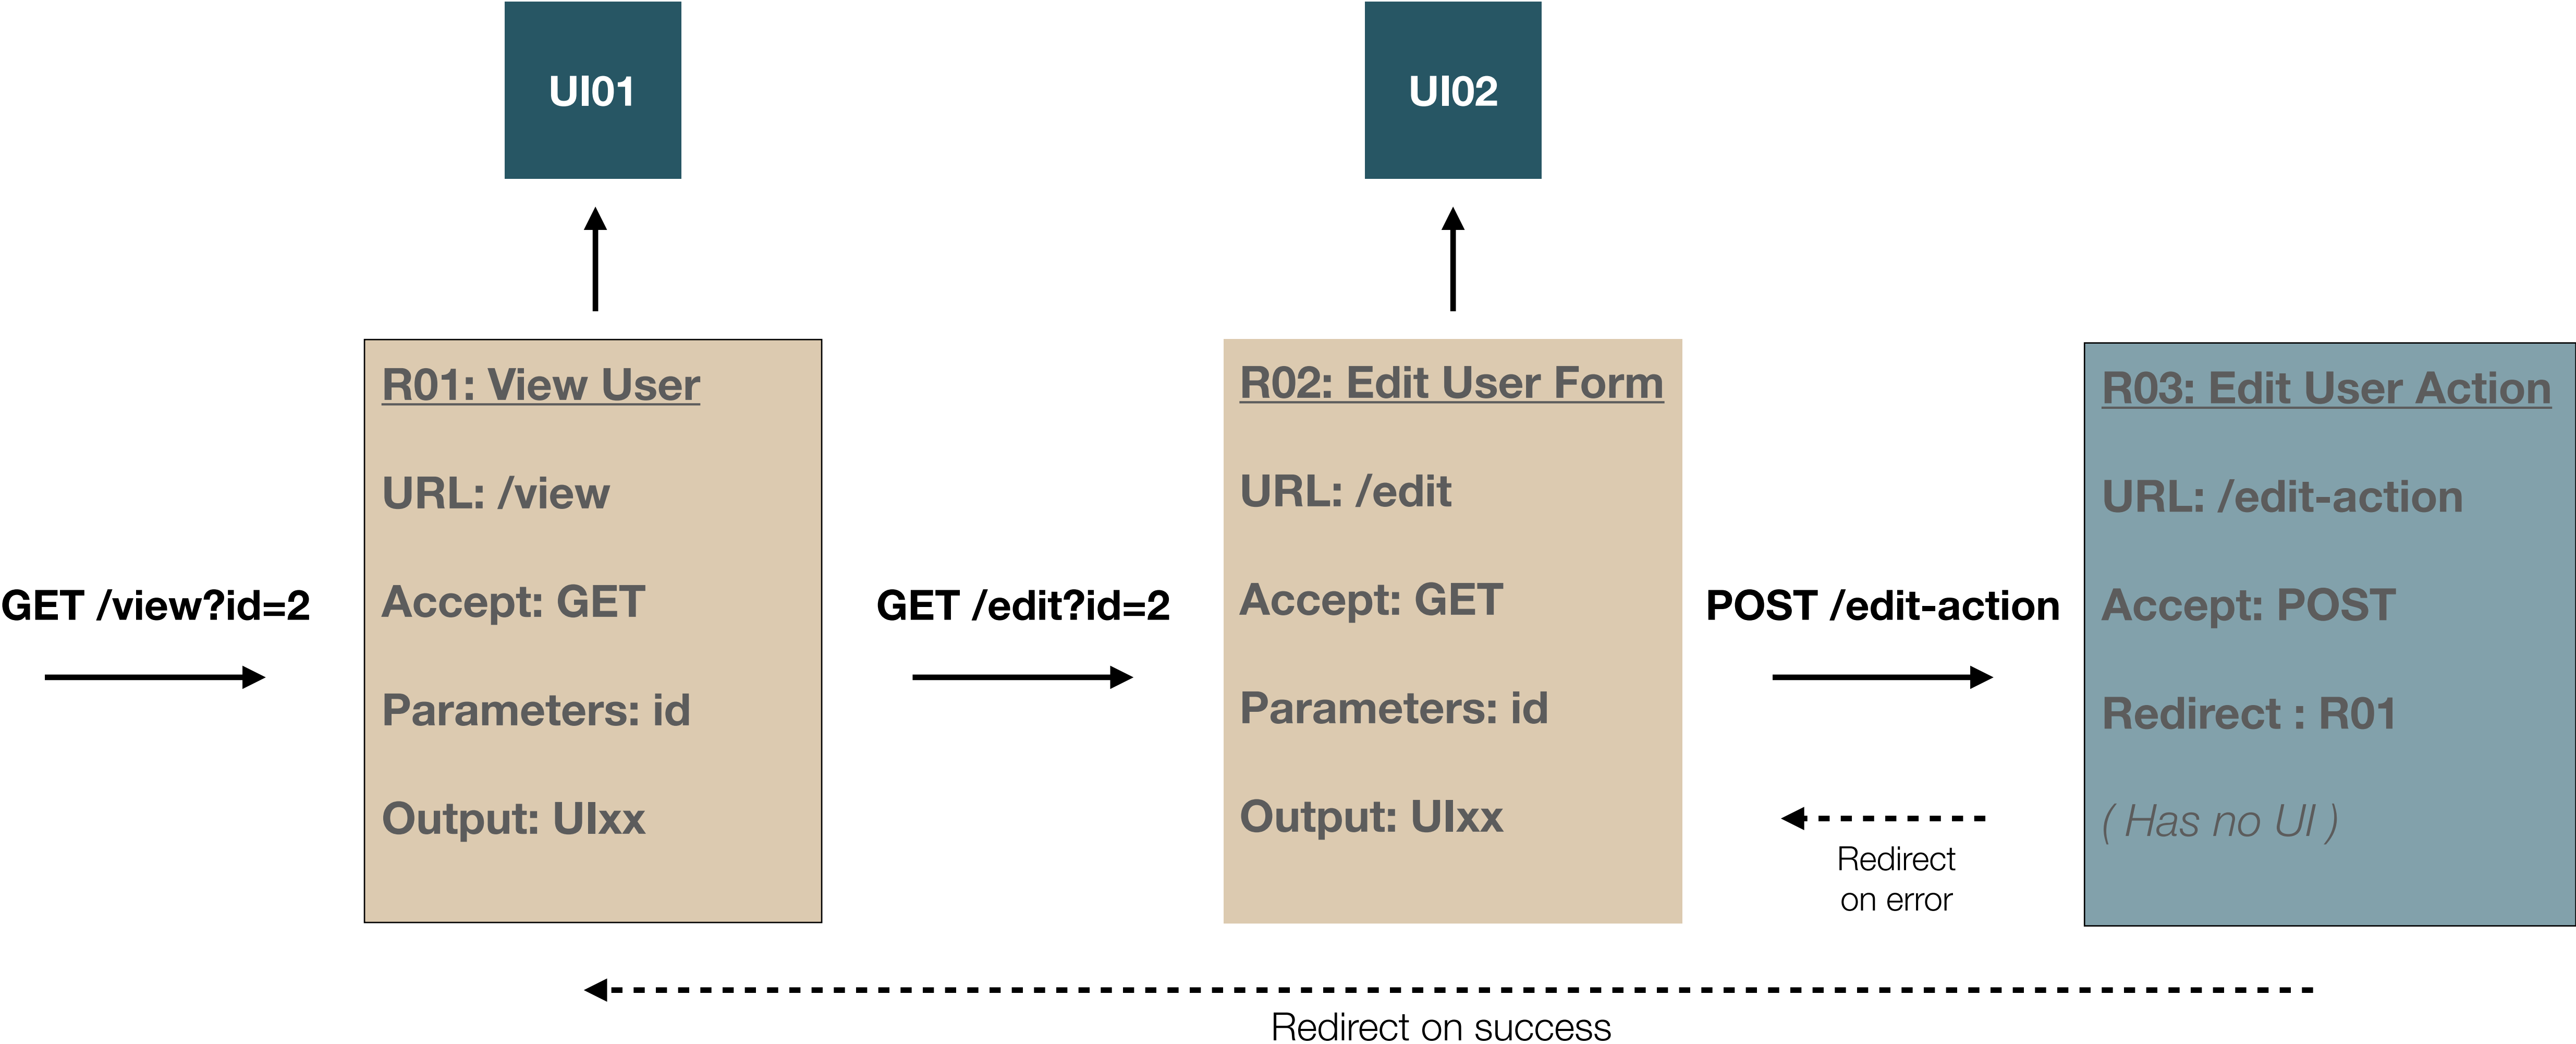 UI01
UI02
GET /view?id=2
R01: View User
URL: /view
Accept: GET
Parameters: id
Output: UIxx
GET /edit?id=2
R02: Edit User Form
URL: /edit
Accept: GET
Parameters: id
Output: UIxx
POST /edit-action
Redirect
on error
R03: Edit User Action
URL: /edit-action
Accept: POST
Redirect : R01
( Has no UI )
Redirect on success